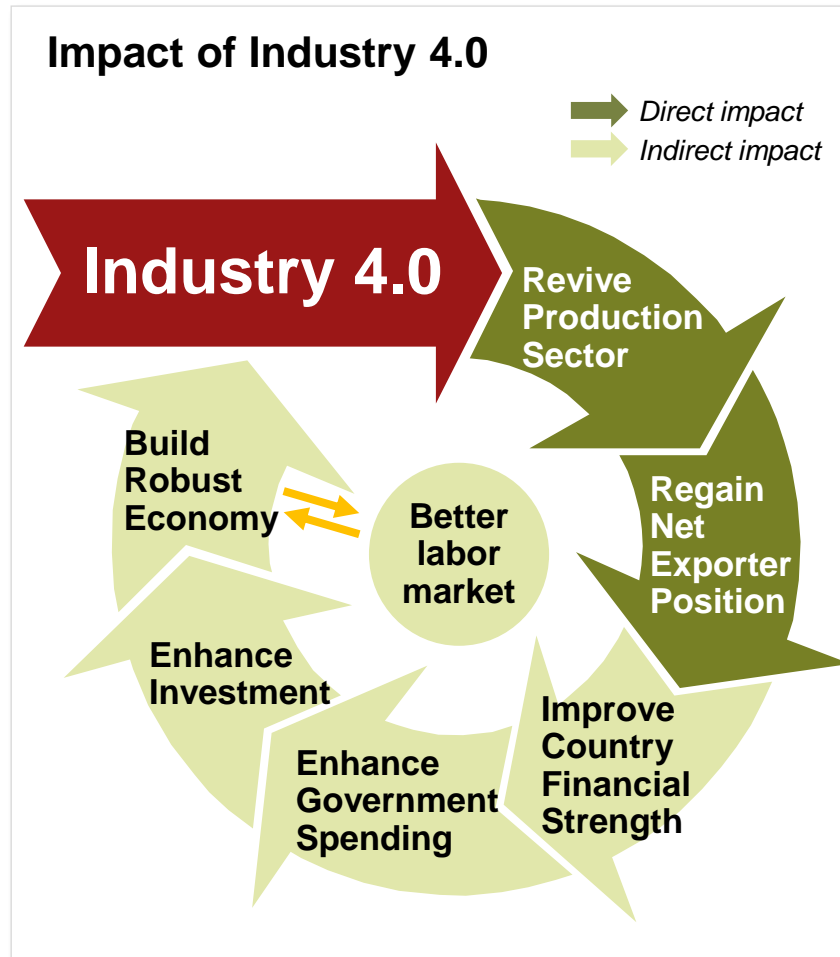 Impact of Industry 4.0
Direct impact
Indirect impact
Industry 4.0
Revive
Production
Sector
Regain
Net
Exporter
Position
Improve
Country
Financial
Strength
Enhance
Government
Spending
Enhance
Investment
Build
Robust
Economy
Better
labor
market